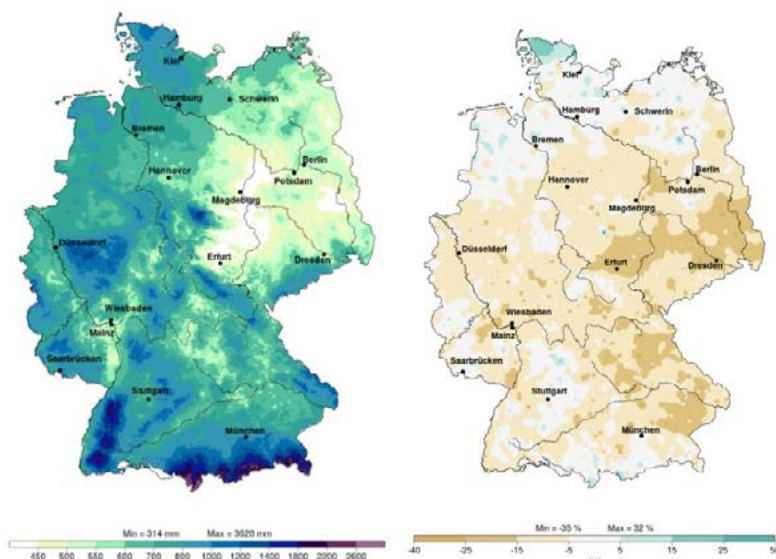 Kiel
Hamburg
Schwerin
Bremen
Berlin
Potsdam
Hannover
Magdeburg
Düsseldorf
Erfurt
Dresden
Wiesbaden
Mainz
Saarbrücken
Stuttgart
München
Min = 314 mm Max = 3628 mm
450 500 550 600 800 1000 1200 1400 1800 2200 2600
Kiel
Hamburg
Schwerin
Bremen
Berlin
Potsdam
Hannover
Magdeburg
Düsseldorf
Erfurt
Dresden
Wiesbaden
Mainz
Saarbrücken
Stuttgart
München
Min = -35 % Max = 32 %
-40 -25 -15 -5 5 15 25